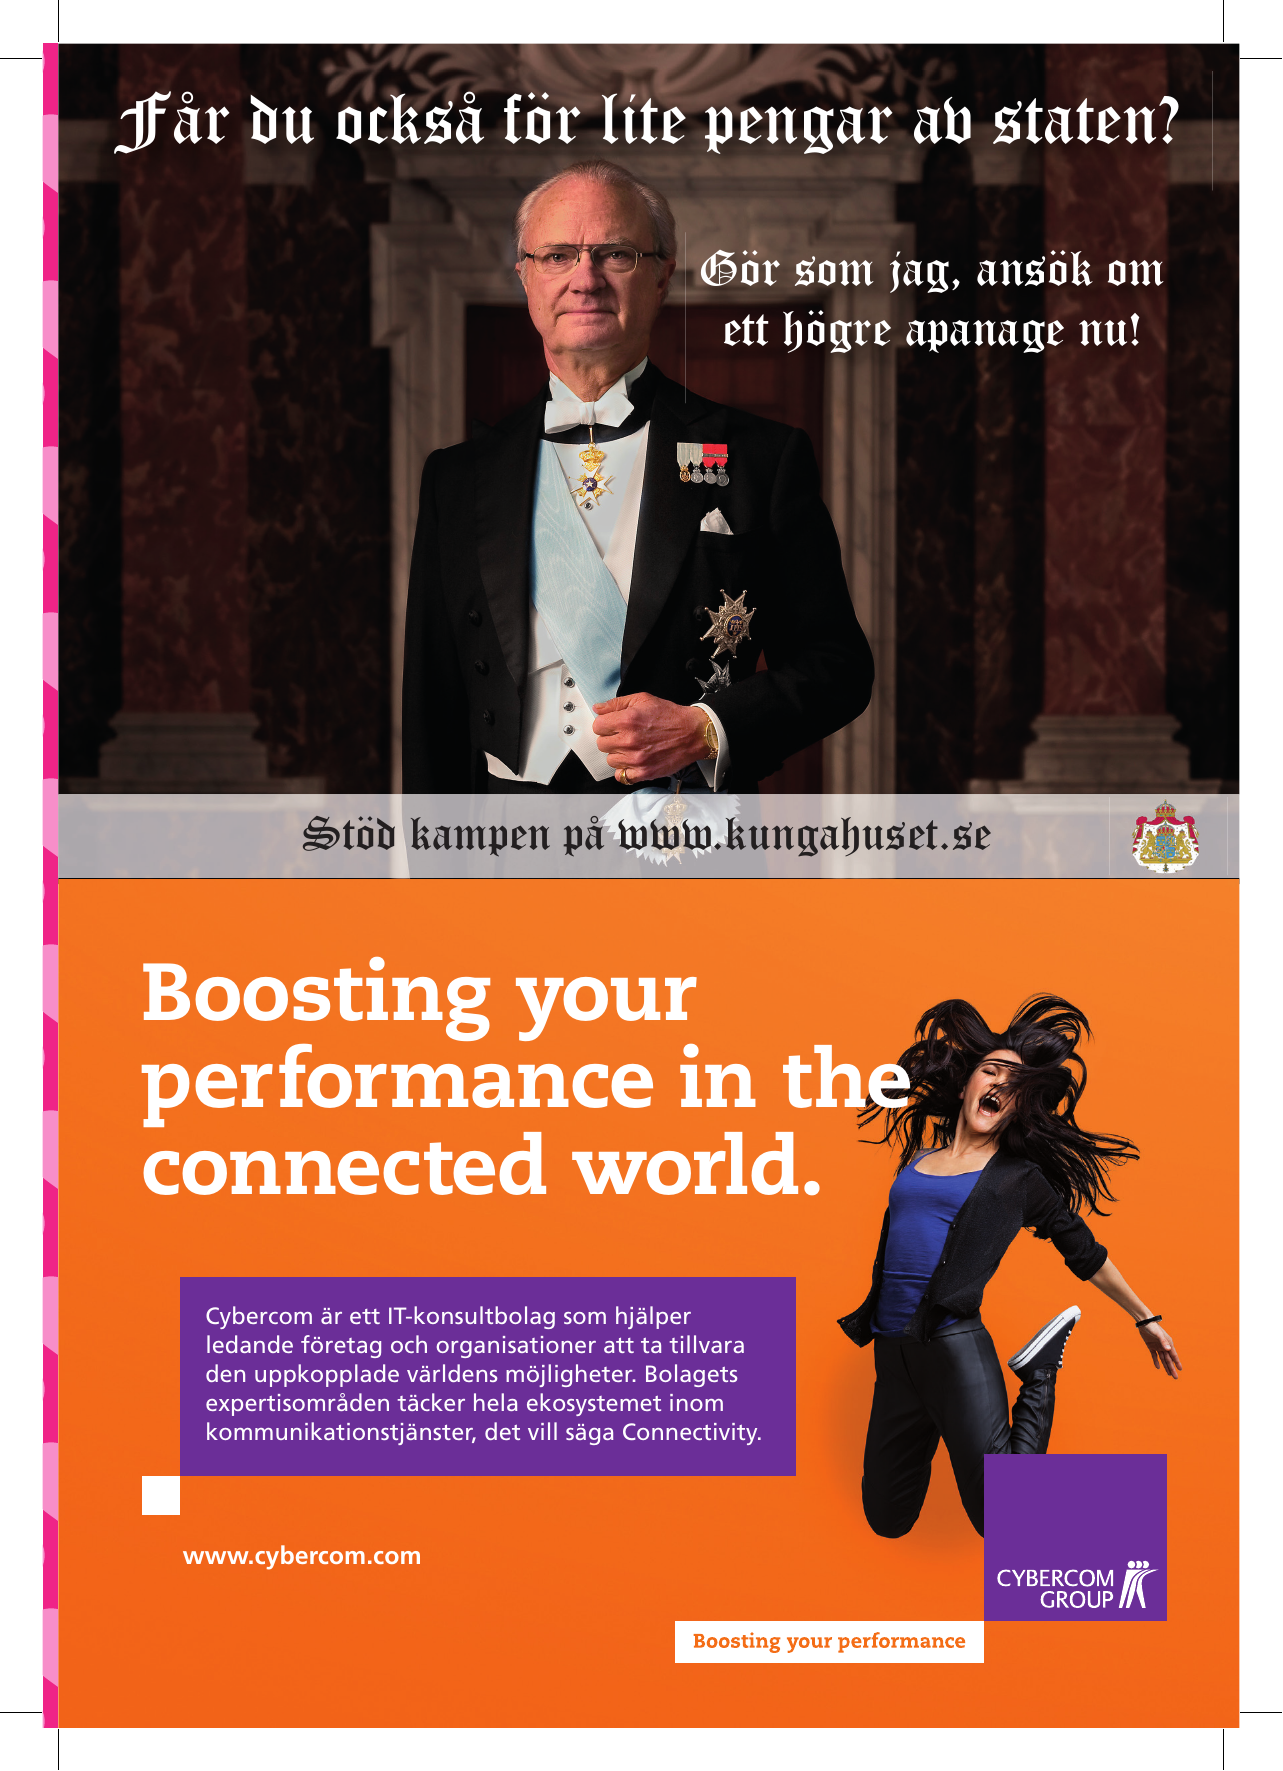 Får du också för lite pengar av staten?
Gör som jag, ansök om
ett högre apanage nu!
Stöd kampen på www.kungahuset.se
Boosting your
performance in the
connected world.
Cybercom är ett IT-konsultbolag som hjälper
ledande företag och organisationer att ta tillvara
den uppkopplade världens möjligheter. Bolagets
expertisområden täcker hela ekosystemet inom
kommunikationstjänster, det vill säga Connectivity.
www.cybercom.com
CYBERCOM
GROUP
Boosting your performance